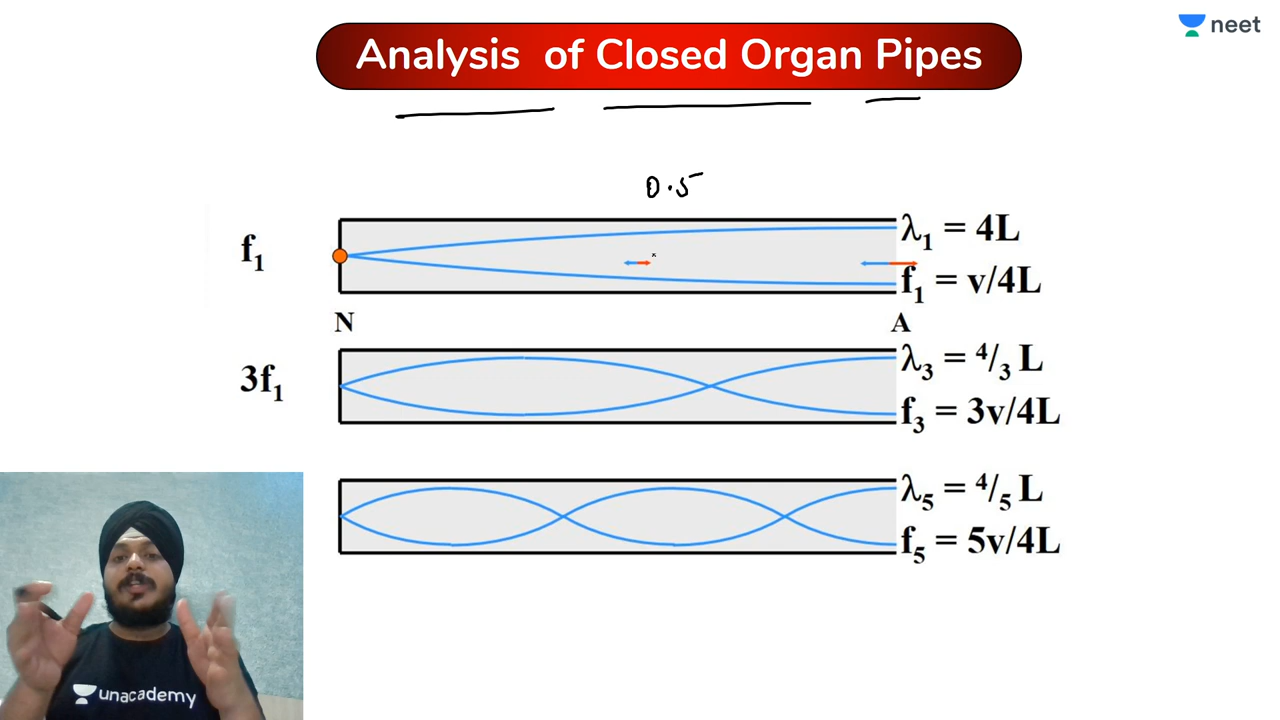 Analysis of Closed Organ Pipes
neet
0.5
f₁
λ₁ = 4L
f₁ = v/4L
N
A
3f₁
λ₃ = ⁴/₃ L
f₃ = 3v/4L
λ₅ = ⁴/₅ L
f₅ = 5v/4L
unacademy